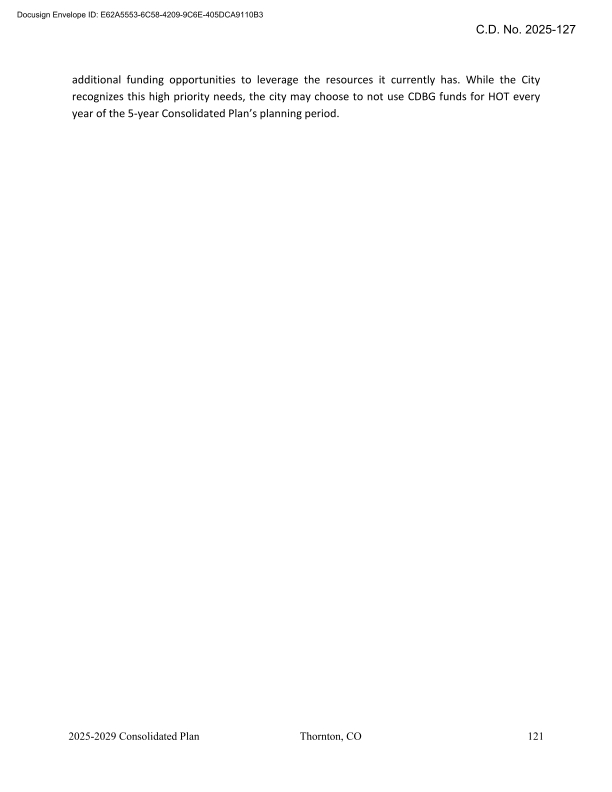 Docusign Envelope ID: E62A5553-6C58-4209-9C6E-405DCA9110B3
C.D. No. 2025-127
additional funding opportunities to leverage the resources it currently has. While the City
recognizes this high priority needs, the city may choose to not use CDBG funds for HOT every
year of the 5-year Consolidated Plan’s planning period.
2025-2029 Consolidated Plan Thornton, CO 121